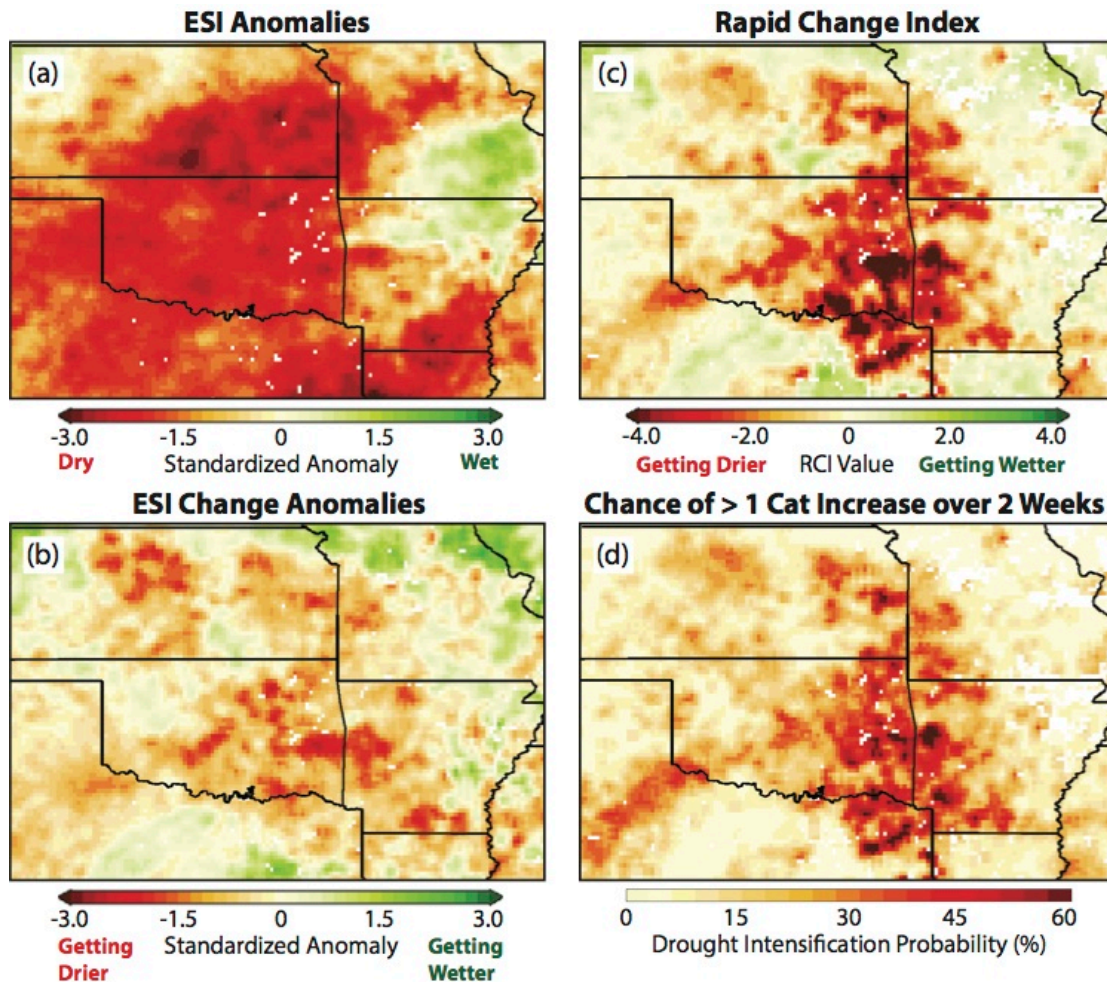 ESI Anomalies
(a)
-3.0 -1.5 0 1.5 3.0
Dry Standardized Anomaly Wet
Rapid Change Index
(c)
-4.0 -2.0 0 2.0 4.0
Getting Drier RCI Value Getting Wetter
ESI Change Anomalies
(b)
-3.0 -1.5 0 1.5 3.0
Getting Drier Standardized Anomaly Getting Wetter
Chance of > 1 Cat Increase over 2 Weeks
(d)
0 15 30 45 60
Drought Intensification Probability (%)